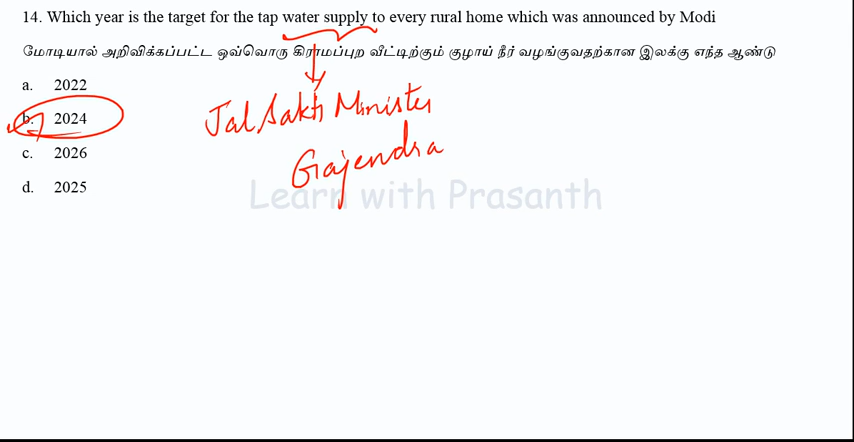 14. Which year is the target for the tap water supply to every rural home which was announced by Modi
மோடியால் அறிவிக்கப்பட்ட ஒவ்வொரு கிராமப்புற வீட்டிற்கும் குழாய் நீர் வழங்குவதற்கான இலக்கு எந்த ஆண்டு
a. 2022
b. 2024
c. 2026
d. 2025
Jal Sakti Minister
Gajendra
Learn with Prasanth